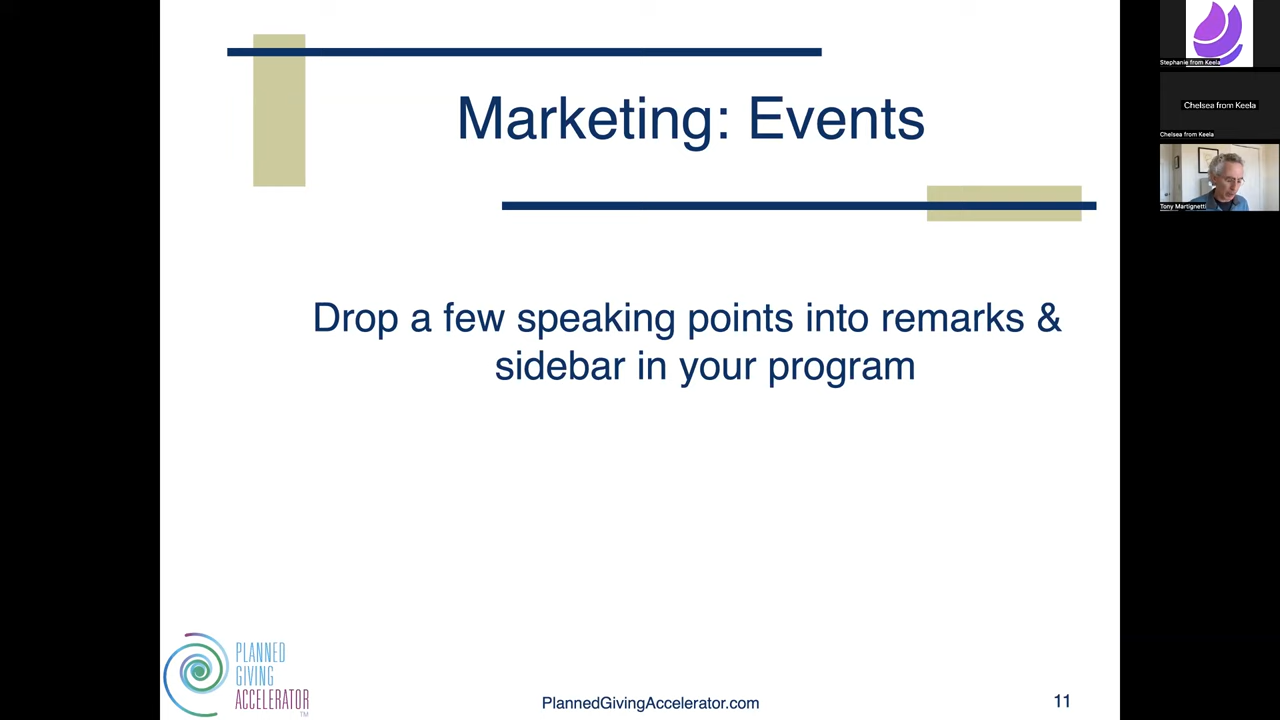 Marketing: Events
Drop a few speaking points into remarks &
sidebar in your program
PLANNED
GIVING
ACCELERATOR
TM
PlannedGivingAccelerator.com
11
Stephanie from Keela
Chelsea from Keela
Chelsea from Keela
Tony Martignetti